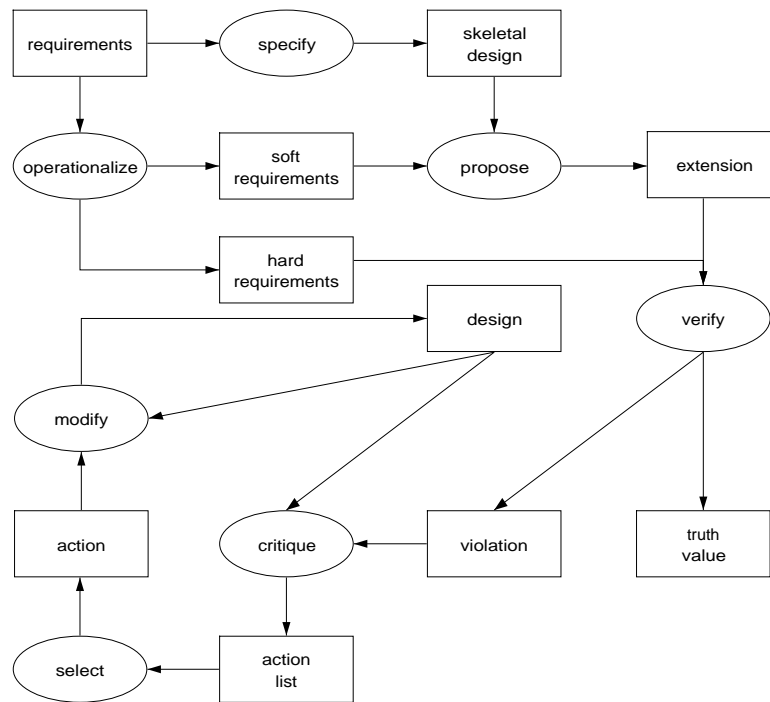 requirements
specify
skeletal
design
operationalize
soft
requirements
propose
extension
hard
requirements
design
verify
modify
action
critique
violation
truth
value
select
action
list